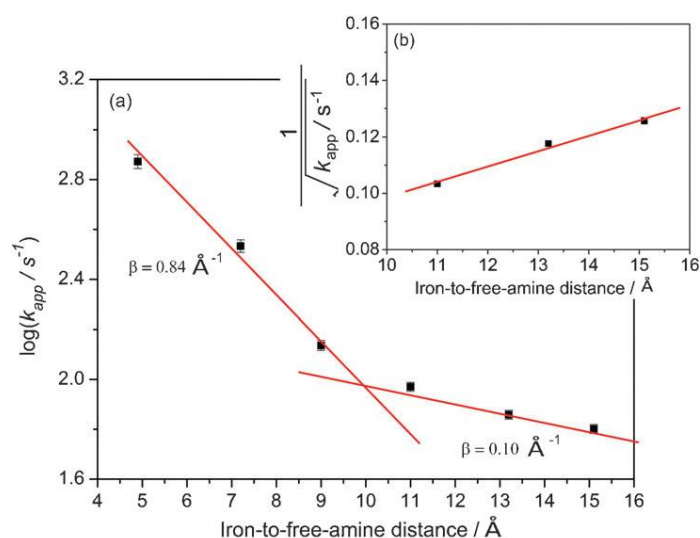 (a)
3.2
2.8
2.4
2.0
1.6
log(k_app / s⁻¹)
β = 0.84 Å⁻¹
β = 0.10 Å⁻¹
4 5 6 7 8 9 10 11 12 13 14 15 16
Iron-to-free-amine distance / Å
(b)
0.16
0.14
0.12
0.10
0.08
1
√k_app / s⁻¹
10 11 12 13 14 15 16
Iron-to-free-amine distance / Å